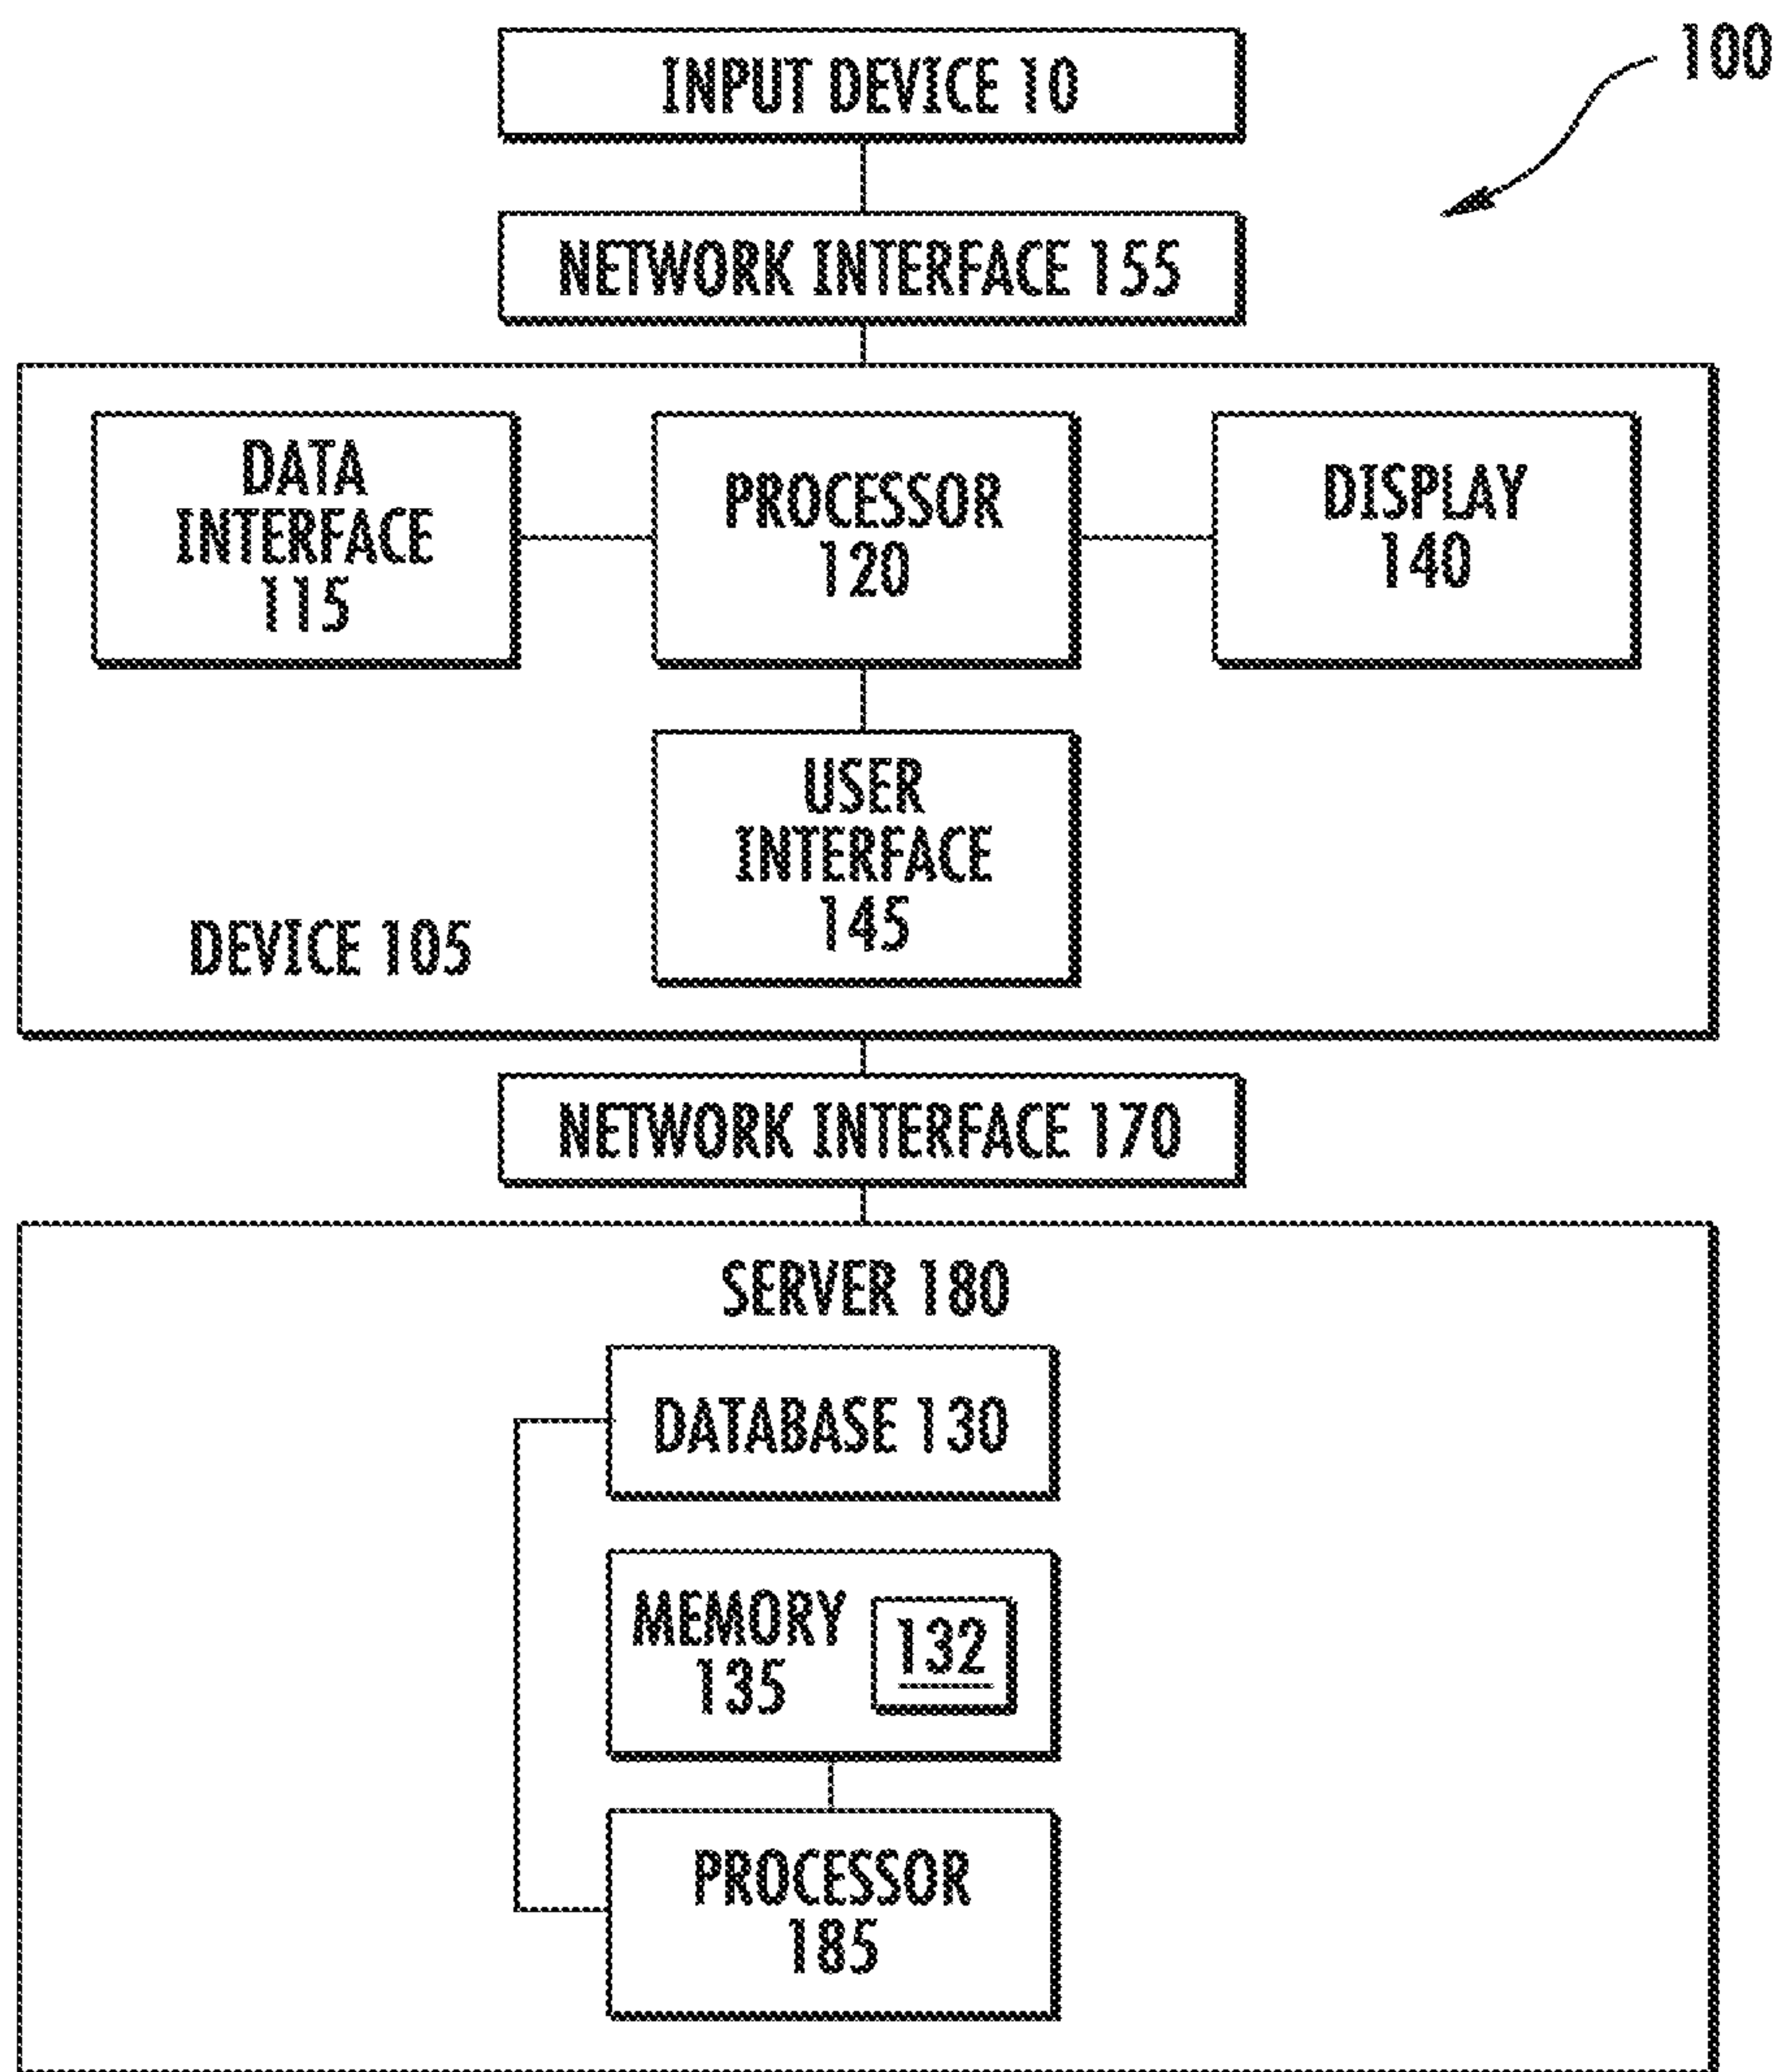 100
INPUT DEVICE 10
NETWORK INTERFACE 155
DATA
INTERFACE
115
PROCESSOR
120
DISPLAY
140
USER
INTERFACE
145
DEVICE 105
NETWORK INTERFACE 170
SERVER 180
DATABASE 130
MEMORY
135
132
PROCESSOR
185